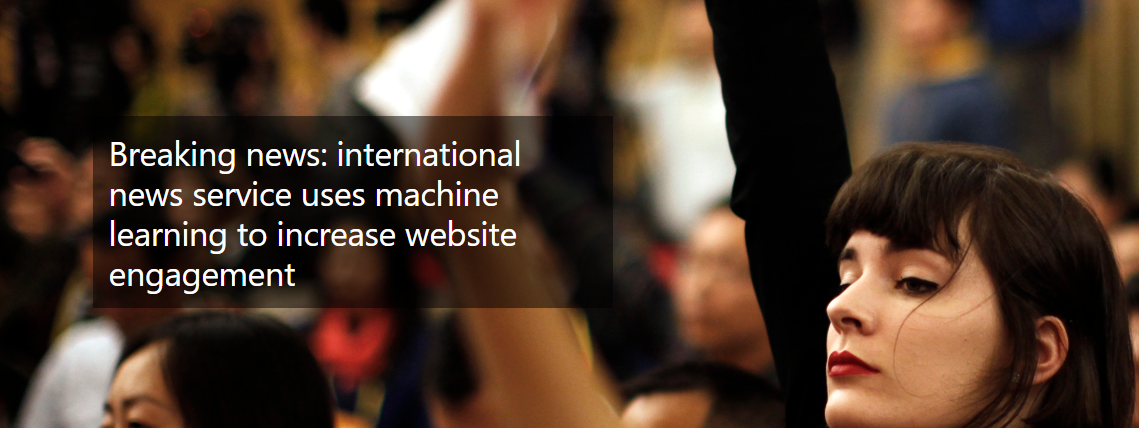 Breaking news: international
news service uses machine
learning to increase website
engagement